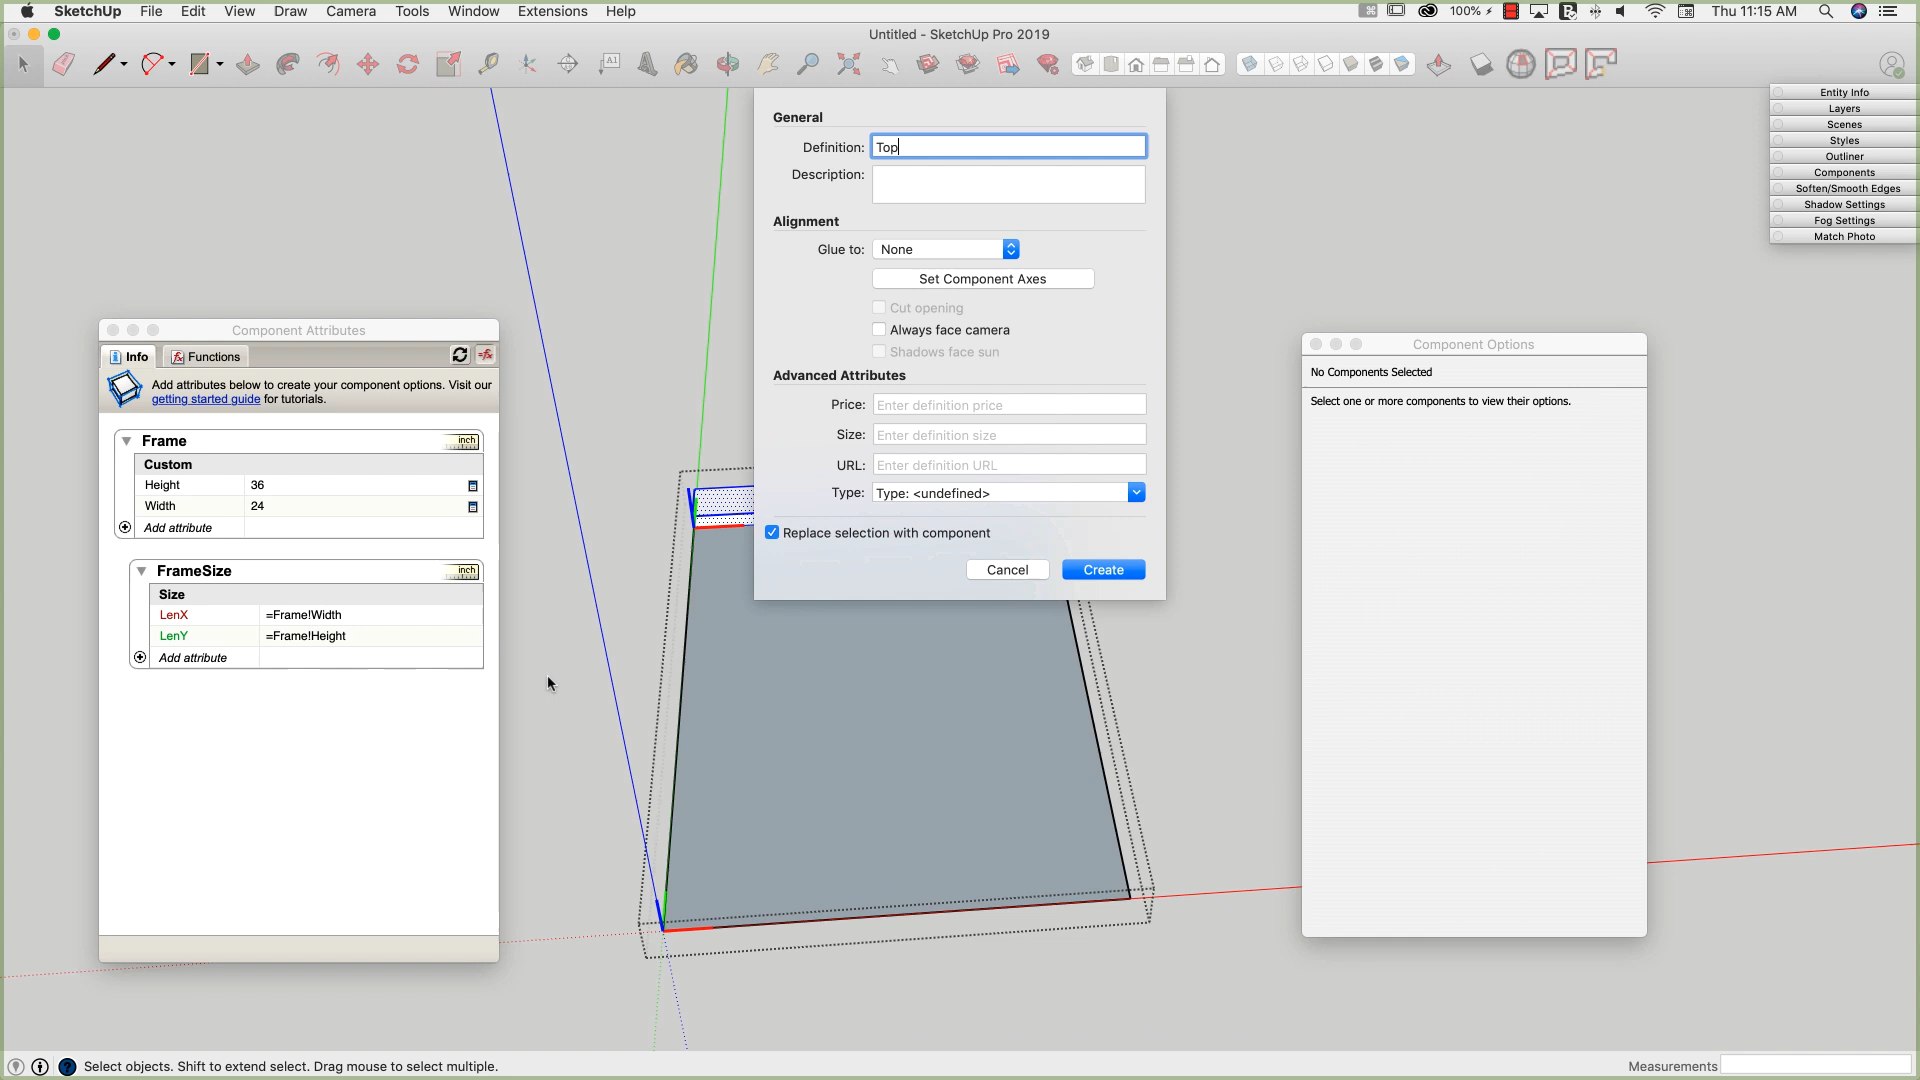 SketchUp File Edit View Draw Camera Tools Window Extensions Help 100% Thu 11:15 AM
Untitled - SketchUp Pro 2019
A1
Entity Info
Layers
Scenes
Styles
Outliner
Components
Soften/Smooth Edges
Shadow Settings
Fog Settings
Match Photo
General
Definition: Top
Description:
Alignment
Glue to: None
Set Component Axes
Cut opening
Always face camera
Shadows face sun
Advanced Attributes
Price: Enter definition price
Size: Enter definition size
URL: Enter definition URL
Type: Type: <undefined>
Replace selection with component
Cancel Create
Component Attributes
Info Functions
Add attributes below to create your component options. Visit our
getting started guide for tutorials.
Frame inch
Custom
Height 36
Width 24
Add attribute
FrameSize inch
Size
LenX =Frame!Width
LenY =Frame!Height
Add attribute
Component Options
No Components Selected
Select one or more components to view their options.
Select objects. Shift to extend select. Drag mouse to select multiple.
Measurements